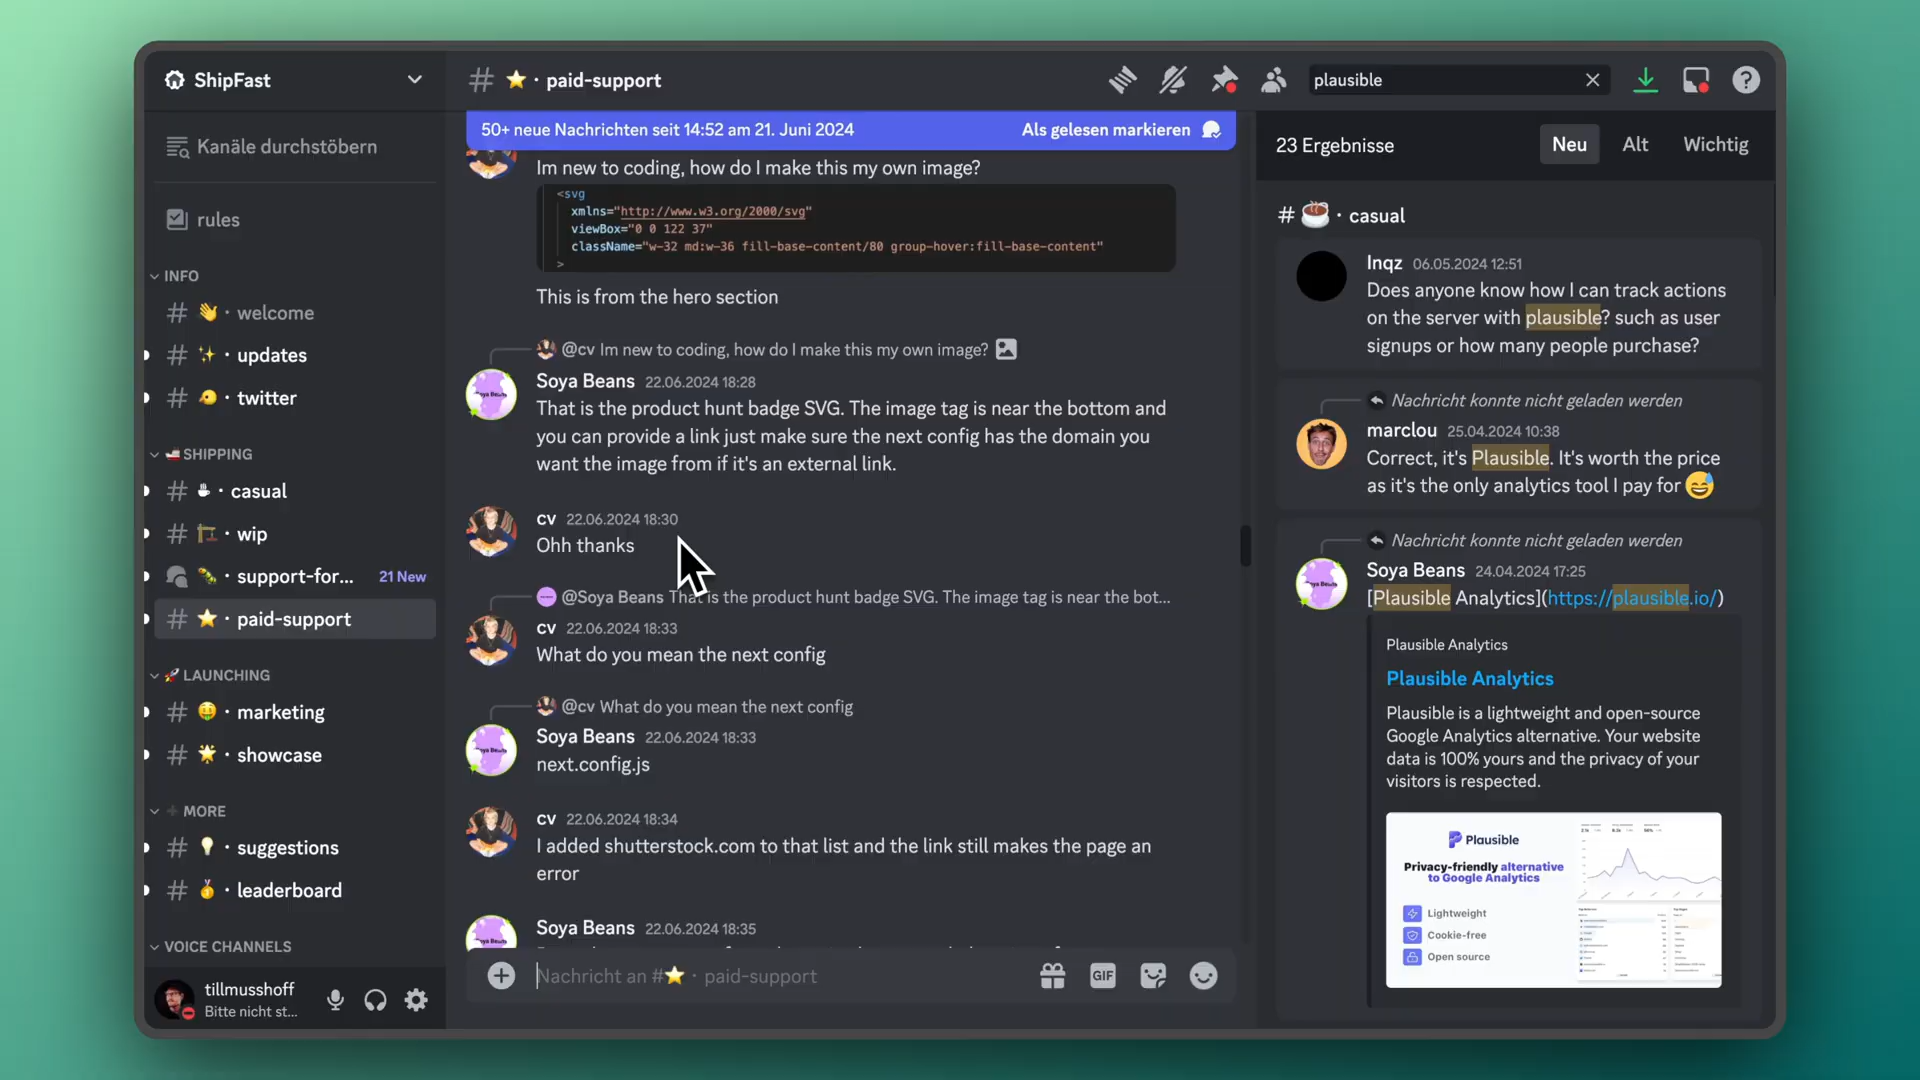 ShipFast
Kanäle durchstöbern
rules
INFO
# · welcome
# · updates
# · twitter
SHIPPING
# · casual
# · wip
· support-for... 21 New
# · paid-support
LAUNCHING
# · marketing
# · showcase
MORE
# · suggestions
# · leaderboard
VOICE CHANNELS
tillmusshoff
Bitte nicht st...
# ⭐ · paid-support
plausible
50+ neue Nachrichten seit 14:52 am 21. Juni 2024 Als gelesen markieren
Im new to coding, how do I make this my own image?
<svg
xmlns="http://www.w3.org/2000/svg"
viewBox="0 0 122 37"
className="w-32 md:w-36 fill-base-content/80 group-hover:fill-base-content"
>
This is from the hero section
@cv Im new to coding, how do I make this my own image?
Soya Beans 22.06.2024 18:28
That is the product hunt badge SVG. The image tag is near the bottom and
you can provide a link just make sure the next config has the domain you
want the image from if it's an external link.
cv 22.06.2024 18:30
Ohh thanks
@Soya Beans That is the product hunt badge SVG. The image tag is near the bot...
cv 22.06.2024 18:33
What do you mean the next config
@cv What do you mean the next config
Soya Beans 22.06.2024 18:33
next.config.js
cv 22.06.2024 18:34
I added shutterstock.com to that list and the link still makes the page an
error
Soya Beans 22.06.2024 18:35
Nachricht an #⭐ · paid-support
GIF
23 Ergebnisse Neu Alt Wichtig
# ☕ · casual
Inqz 06.05.2024 12:51
Does anyone know how I can track actions
on the server with plausible? such as user
signups or how many people purchase?
Nachricht konnte nicht geladen werden
marclou 25.04.2024 10:38
Correct, it's Plausible. It's worth the price
as it's the only analytics tool I pay for 😅
Nachricht konnte nicht geladen werden
Soya Beans 24.04.2024 17:25
[Plausible Analytics](https://plausible.io/)
Plausible Analytics
Plausible Analytics
Plausible is a lightweight and open-source
Google Analytics alternative. Your website
data is 100% yours and the privacy of your
visitors is respected.
Plausible
Privacy-friendly alternative
to Google Analytics
Lightweight
Cookie-free
Open source